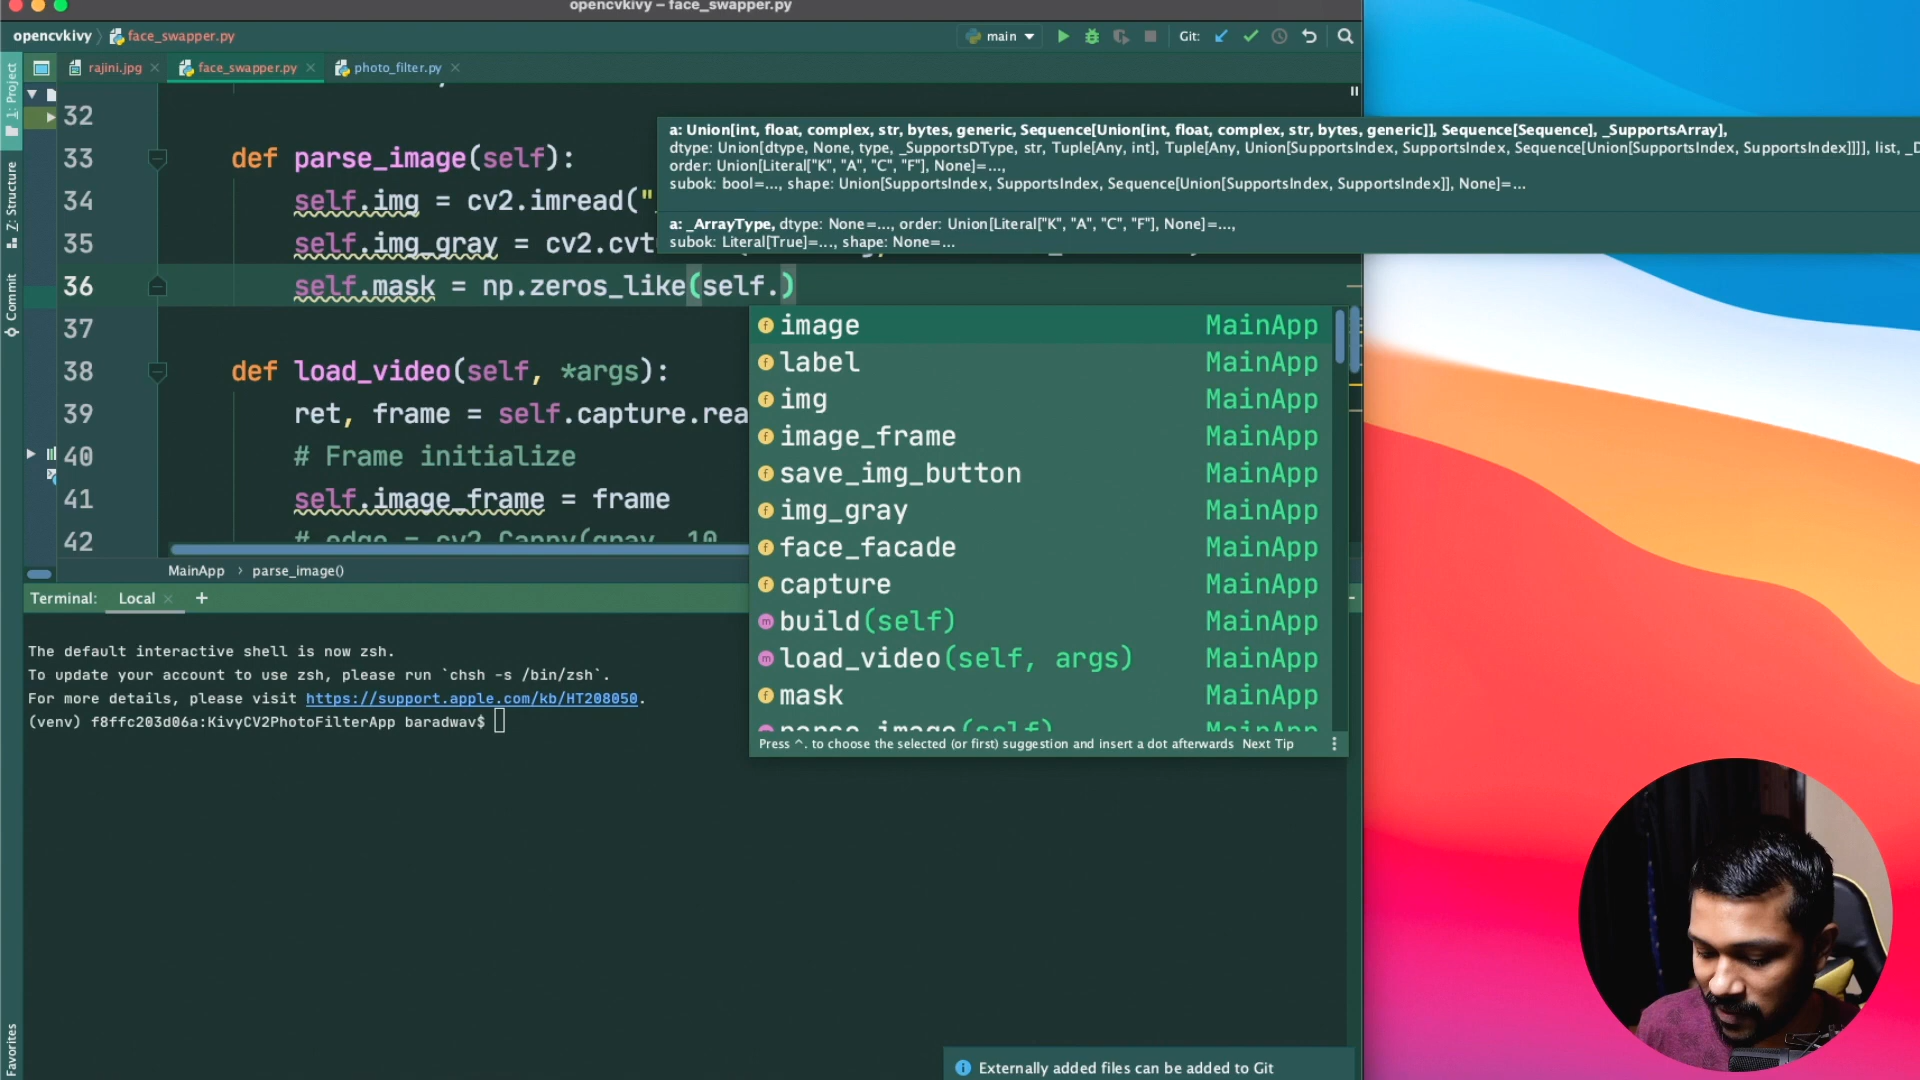 opencvkivy – face_swapper.py
opencvkivy face_swapper.py
main
Git:
rajini.jpg
face_swapper.py
photo_filter.py
1: Project
Z: Structure
Commit
Favorites
32
33 def parse_image(self):
34 self.img = cv2.imread("
35 self.img_gray = cv2.cvt
36 self.mask = np.zeros_like(self.)
37
38 def load_video(self, *args):
39 ret, frame = self.capture.rea
40 # Frame initialize
41 self.image_frame = frame
42
a: Union[int, float, complex, str, bytes, generic, Sequence[Union[int, float, complex, str, bytes, generic]], Sequence[Sequence], _SupportsArray],
dtype: Union[dtype, None, type, _SupportsDType, str, Tuple[Any, int], Tuple[Any, Union[SupportsIndex, SupportsIndex, Sequence[Union[SupportsIndex, SupportsIndex]]]], list, _D
order: Union[Literal["K", "A", "C", "F"], None]=...,
subok: bool=..., shape: Union[SupportsIndex, SupportsIndex, Sequence[Union[SupportsIndex, SupportsIndex]], None]=...
a: _ArrayType, dtype: None=..., order: Union[Literal["K", "A", "C", "F"], None]=...,
subok: Literal[True]=..., shape: None=...
image MainApp
label MainApp
img MainApp
image_frame MainApp
save_img_button MainApp
img_gray MainApp
face_facade MainApp
capture MainApp
build(self) MainApp
load_video(self, args) MainApp
mask MainApp
parse_image(self) MainApp
Press ^. to choose the selected (or first) suggestion and insert a dot afterwards Next Tip
MainApp › parse_image()
Terminal: Local +
The default interactive shell is now zsh.
To update your account to use zsh, please run `chsh -s /bin/zsh`.
For more details, please visit https://support.apple.com/kb/HT208050.
(venv) f8ffc203d06a:KivyCV2PhotoFilterApp baradwav$
Externally added files can be added to Git